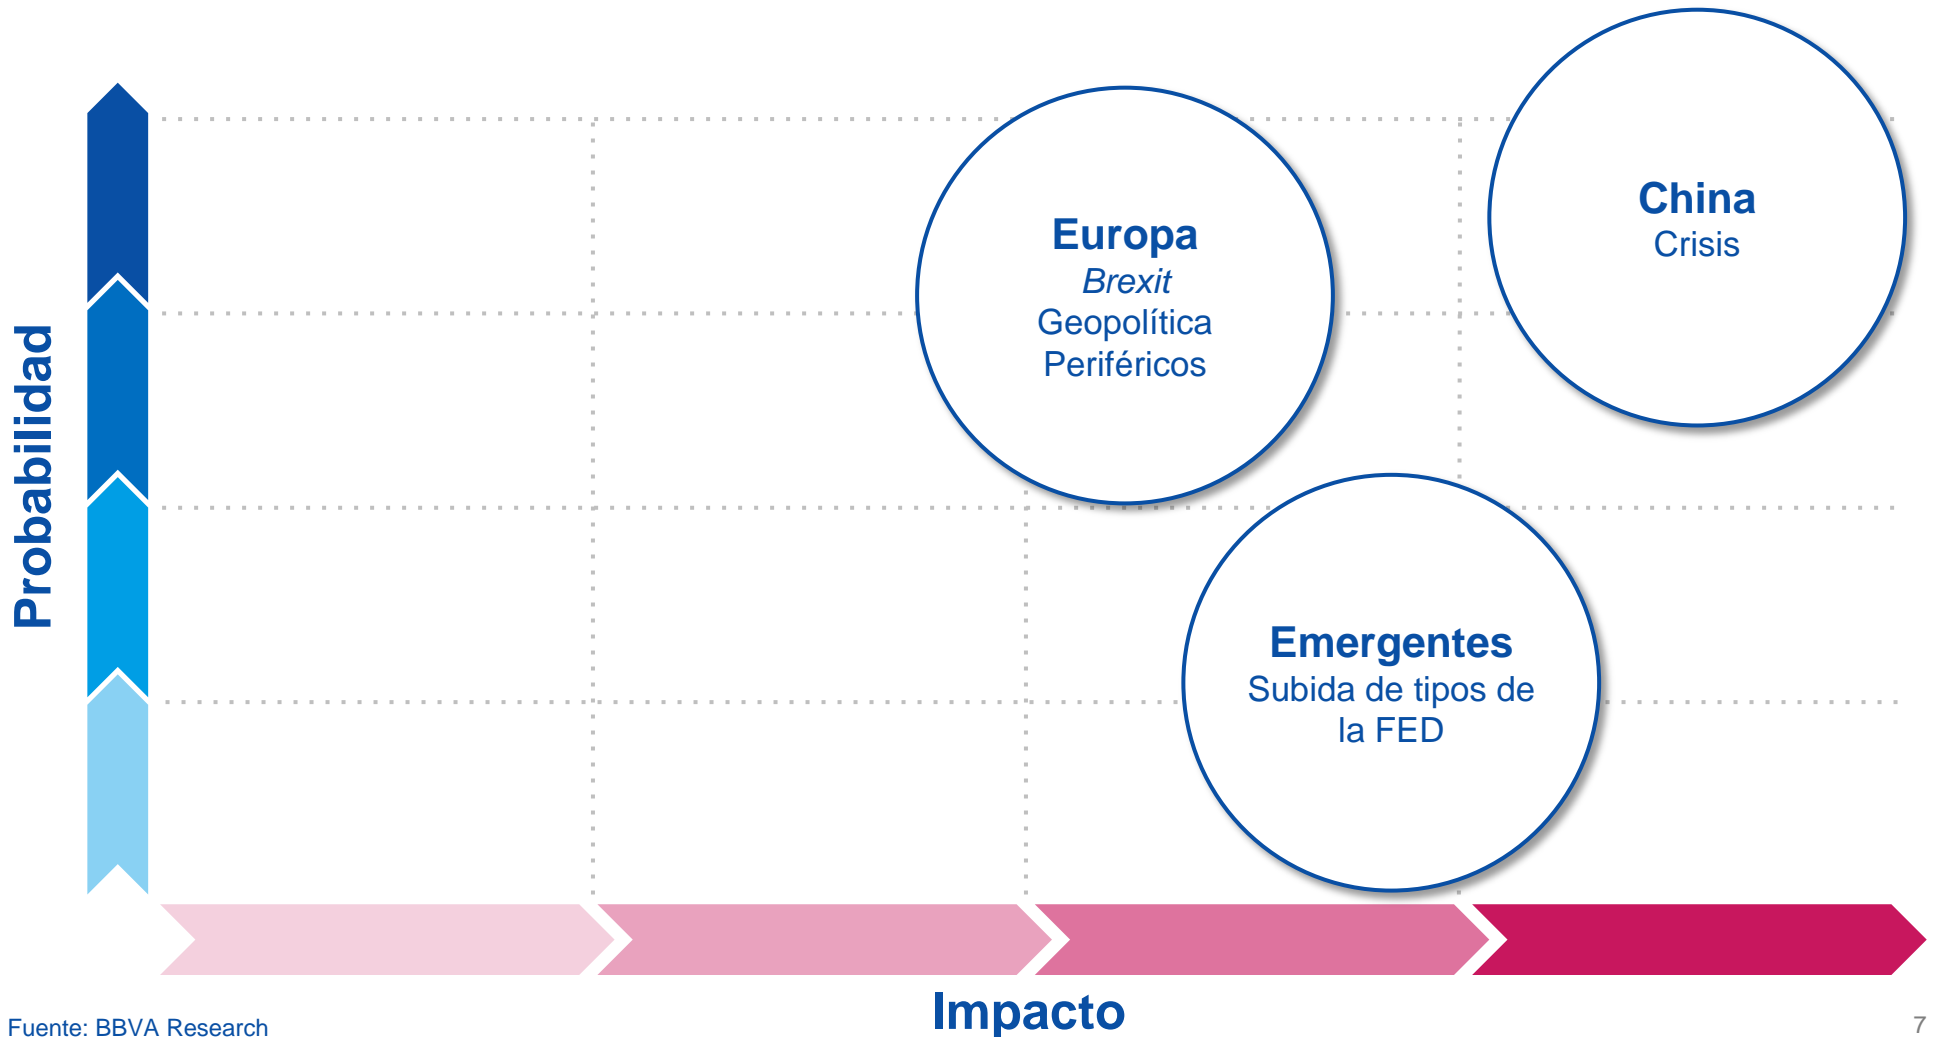 Probabilidad
Europa
Brexit
Geopolítica
Periféricos
China
Crisis
Emergentes
Subida de tipos de
la FED
Impacto
Fuente: BBVA Research
7